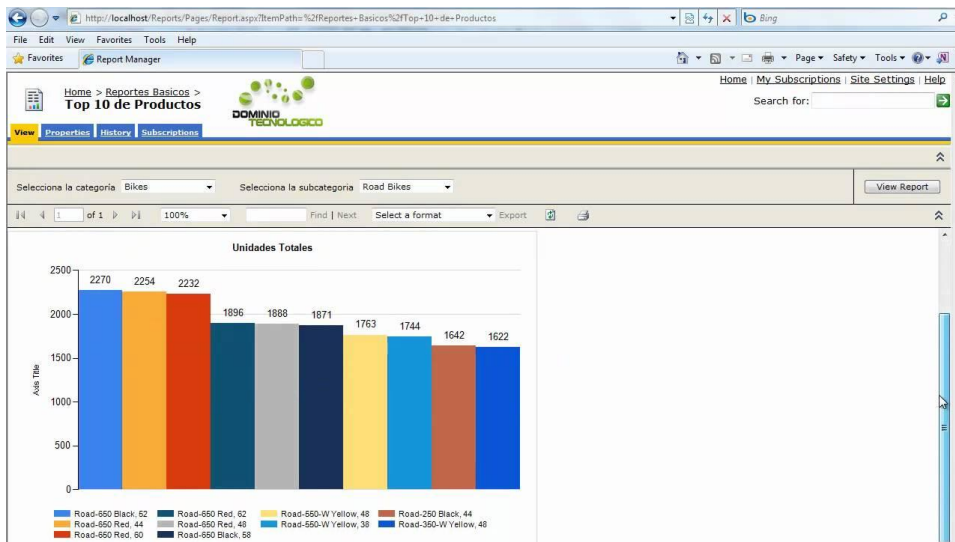 http://localhost/Reports/Pages/Report.aspx?ItemPath=%2fReportes+Basicos%2fTop+10+de+Productos
Bing
File Edit View Favorites Tools Help
Favorites Report Manager
Page Safety Tools
Home | My Subscriptions | Site Settings | Help
Home > Reportes Basicos >
Top 10 de Productos
Search for:
DOMINIO
TECNOLOGICO
View Properties History Subscriptions
Selecciona la categoría Bikes Selecciona la subcategoria Road Bikes View Report
1 of 1 100% Find | Next Select a format Export
Unidades Totales
2500
2000
1500
1000
500
0
Axis Title
2270 2254 2232 1896 1888 1871 1763 1744 1642 1622
Road-650 Black, 52 Road-650 Red, 62 Road-550-W Yellow, 48 Road-250 Black, 44
Road-650 Red, 44 Road-650 Red, 48 Road-550-W Yellow, 38 Road-350-W Yellow, 48
Road-650 Red, 60 Road-650 Black, 58